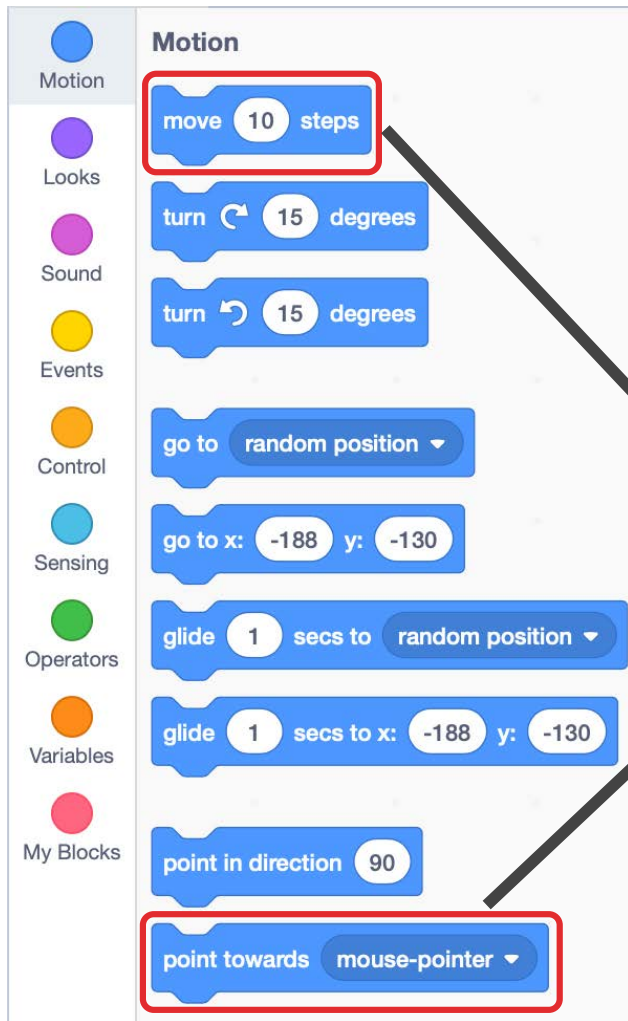 Motion
Looks
Sound
Events
Control
Sensing
Operators
Variables
My Blocks
Motion
move 10 steps
turn 15 degrees
turn 15 degrees
go to random position
go to x: -188 y: -130
glide 1 secs to random position
glide 1 secs to x: -188 y: -130
point in direction 90
point towards mouse-pointer